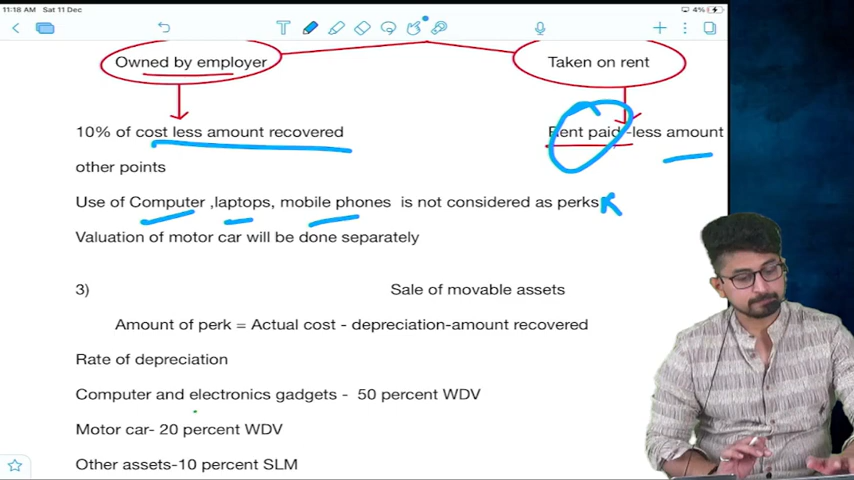 11:18 AM Sat 11 Dec 4%
Owned by employer Taken on rent
10% of cost less amount recovered Rent paid -less amount
other points
Use of Computer ,laptops, mobile phones is not considered as perks
Valuation of motor car will be done separately
3) Sale of movable assets
Amount of perk = Actual cost - depreciation-amount recovered
Rate of depreciation
Computer and electronics gadgets - 50 percent WDV
Motor car- 20 percent WDV
Other assets-10 percent SLM